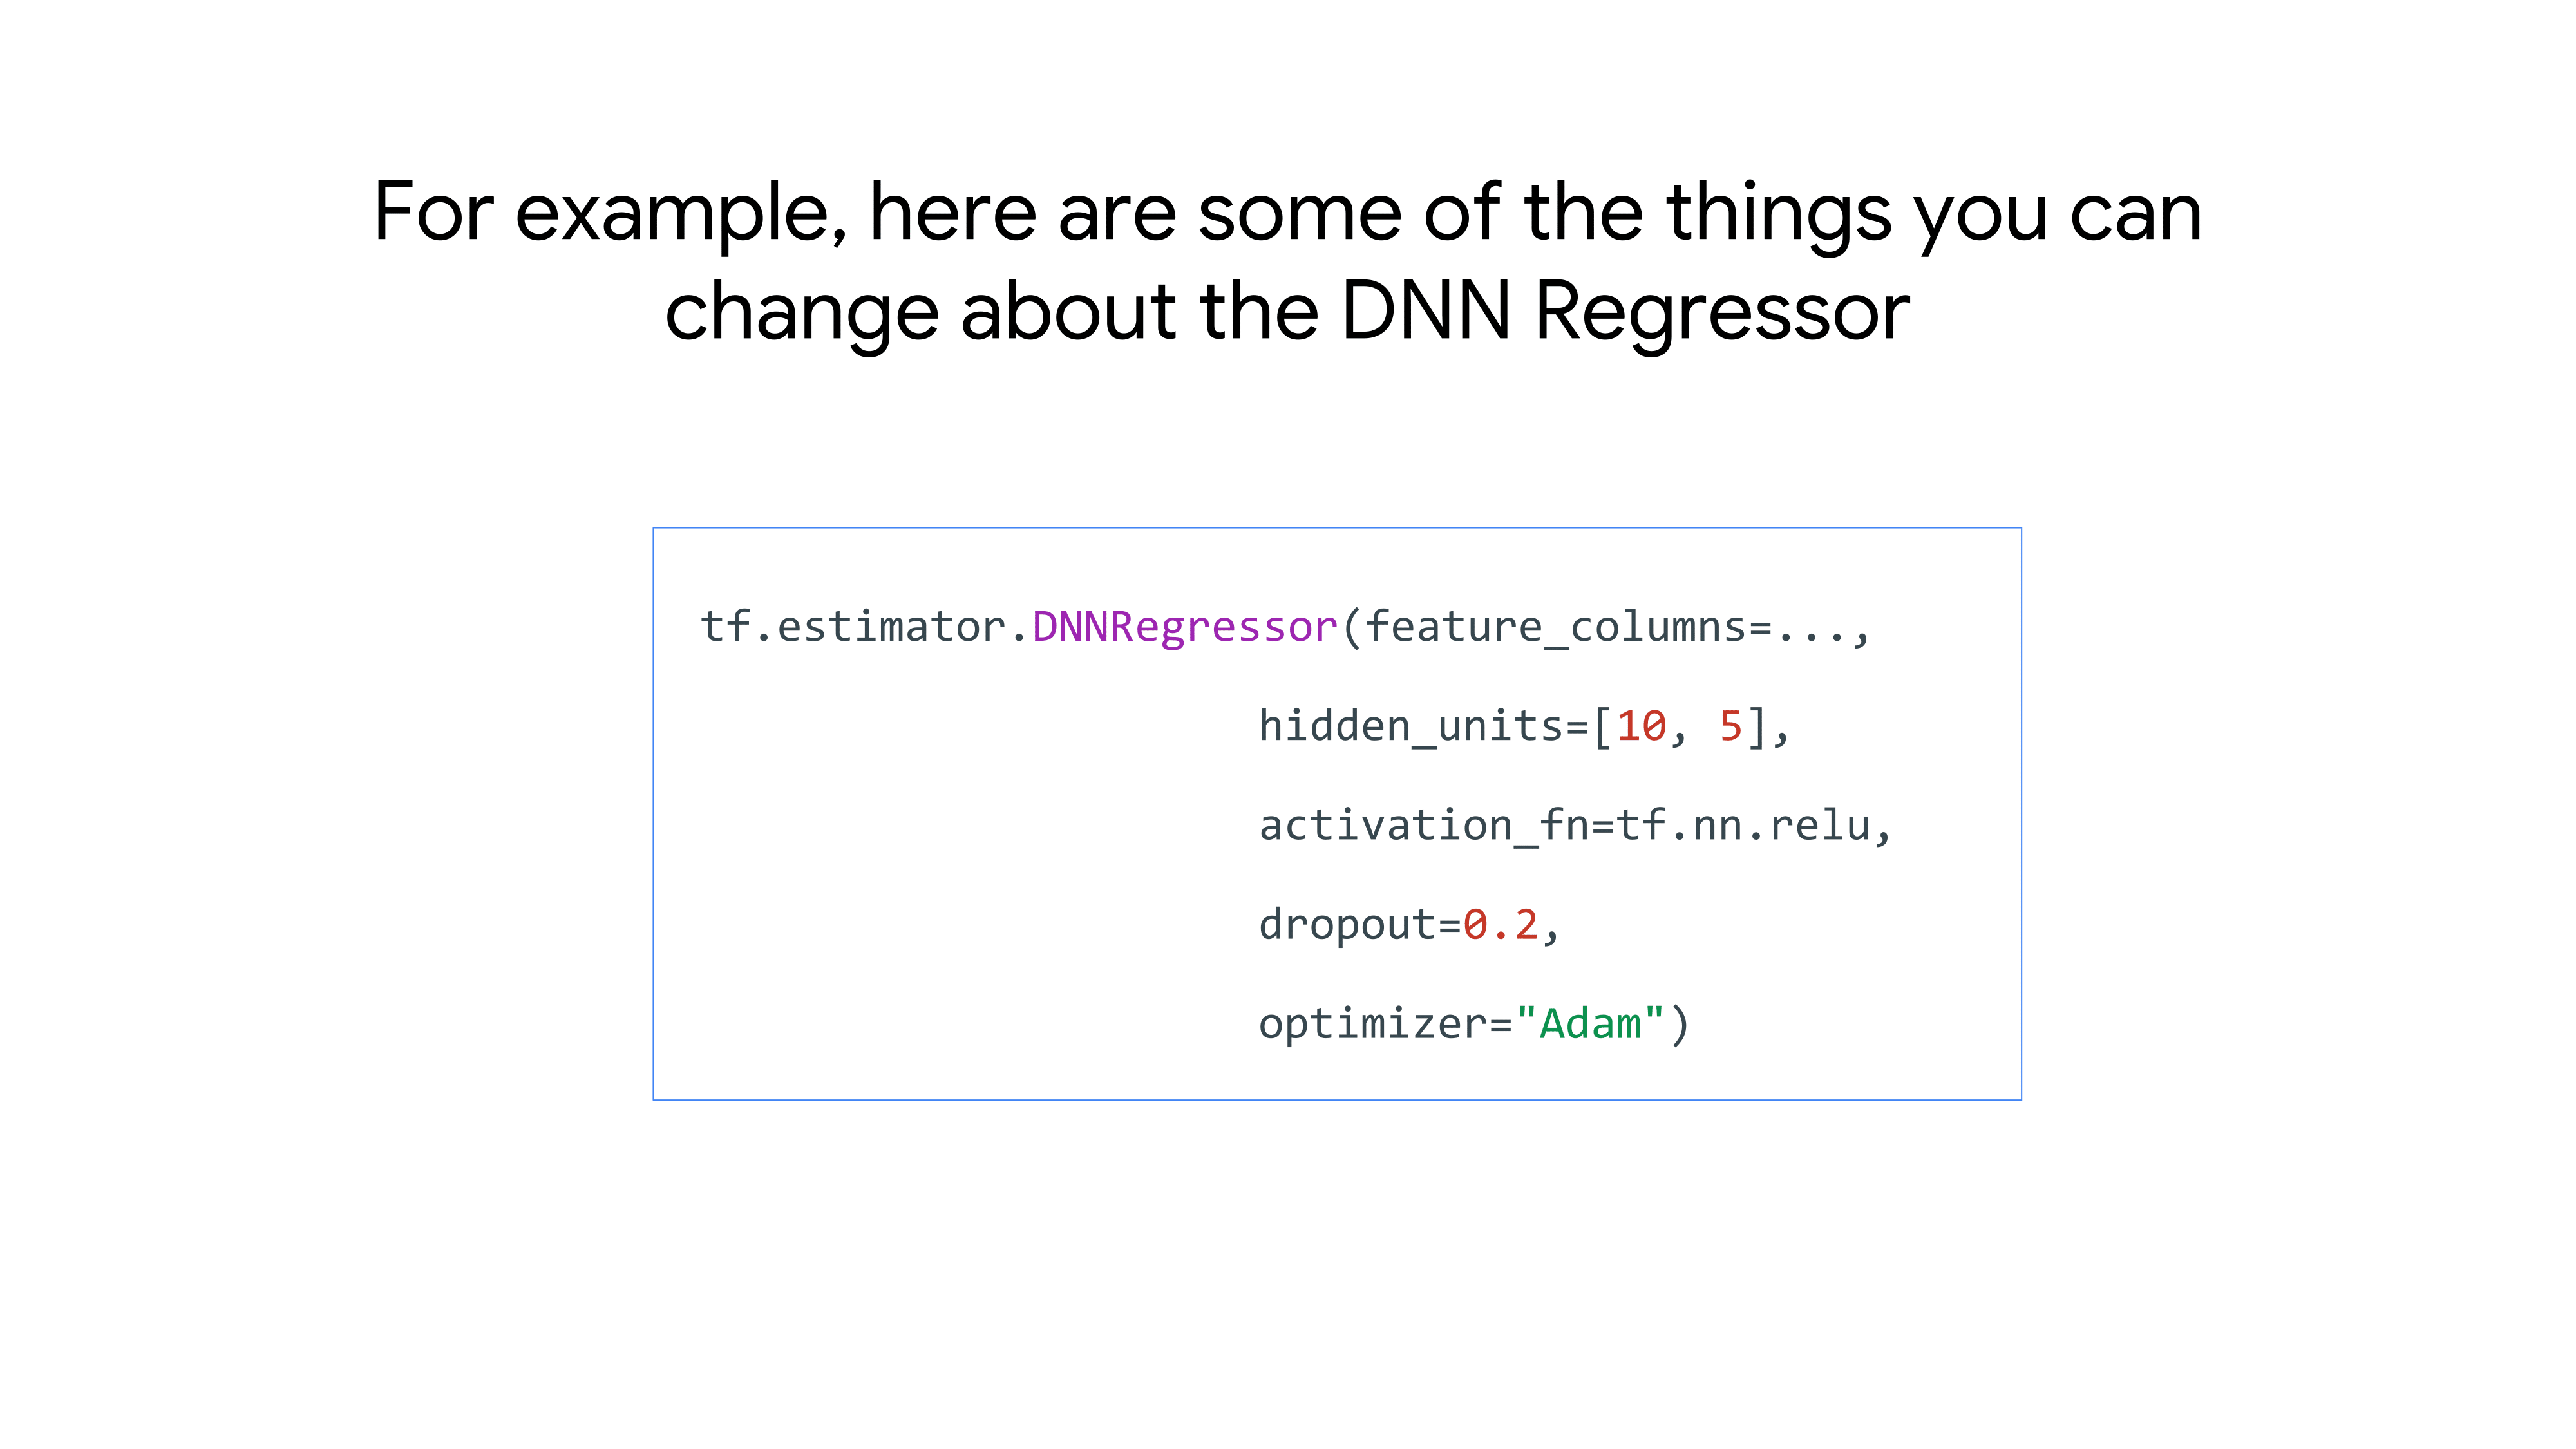 For example, here are some of the things you can
change about the DNN Regressor
tf.estimator.DNNRegressor(feature_columns=...,
hidden_units=[10, 5],
activation_fn=tf.nn.relu,
dropout=0.2,
optimizer="Adam")